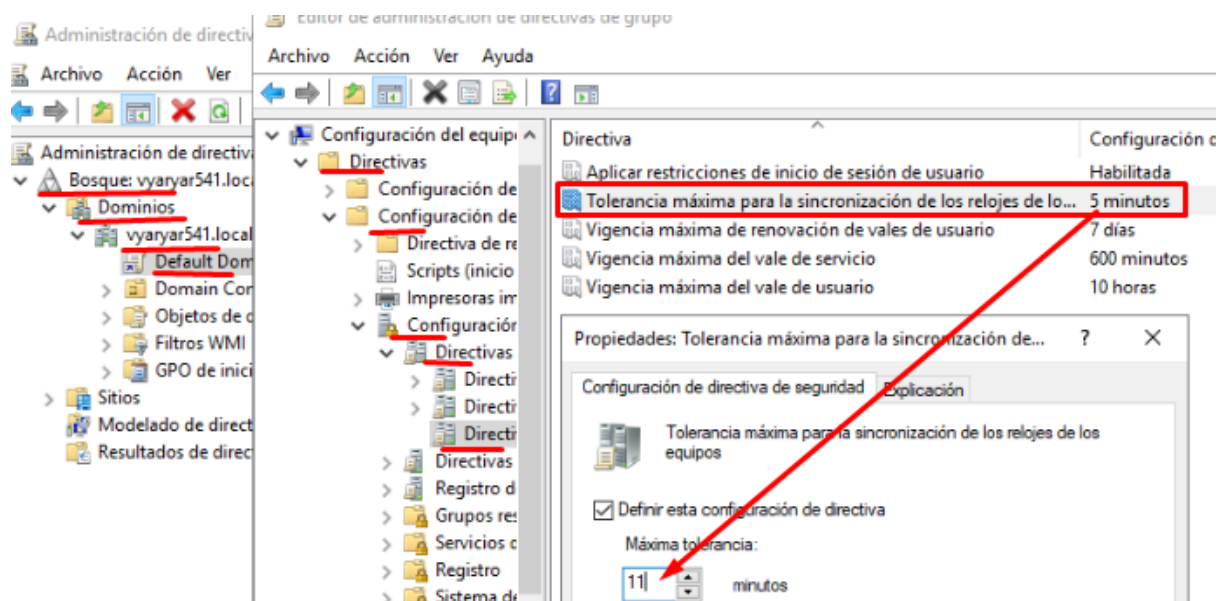 Administración de directiv
Archivo Acción Ver
Administración de directiva
Bosque: vyaryar541.loca
Dominios
vyaryar541.local
Default Dom
Domain Cor
Objetos de d
Filtros WMI
GPO de inici
Sitios
Modelado de direct
Resultados de direc
Editor de administración de directivas de grupo
Archivo Acción Ver Ayuda
Configuración del equip
Directivas
Configuración de
Configuración de
Directiva de re
Scripts (inicio
Impresoras im
Configuración
Directivas
Directi
Directi
Directi
Directivas
Registro d
Grupos res
Servicios d
Registro
Sistema de
Directiva Configuración d
Aplicar restricciones de inicio de sesión de usuario Habilitada
Tolerancia máxima para la sincronización de los relojes de lo... 5 minutos
Vigencia máxima de renovación de vales de usuario 7 días
Vigencia máxima del vale de servicio 600 minutos
Vigencia máxima del vale de usuario 10 horas
Propiedades: Tolerancia máxima para la sincronización de... ? ×
Configuración de directiva de seguridad Explicación
Tolerancia máxima para la sincronización de los relojes de los
equipos
Definir esta configuración de directiva
Máxima tolerancia:
11 minutos